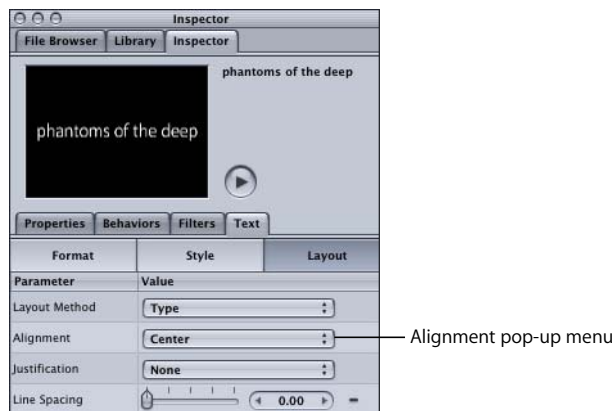 Inspector
File Browser Library Inspector
phantoms of the deep
phantoms of the deep
Properties Behaviors Filters Text
Format Style Layout
Parameter Value
Layout Method Type
Alignment Center
Alignment pop-up menu
Justification None
Line Spacing 0.00